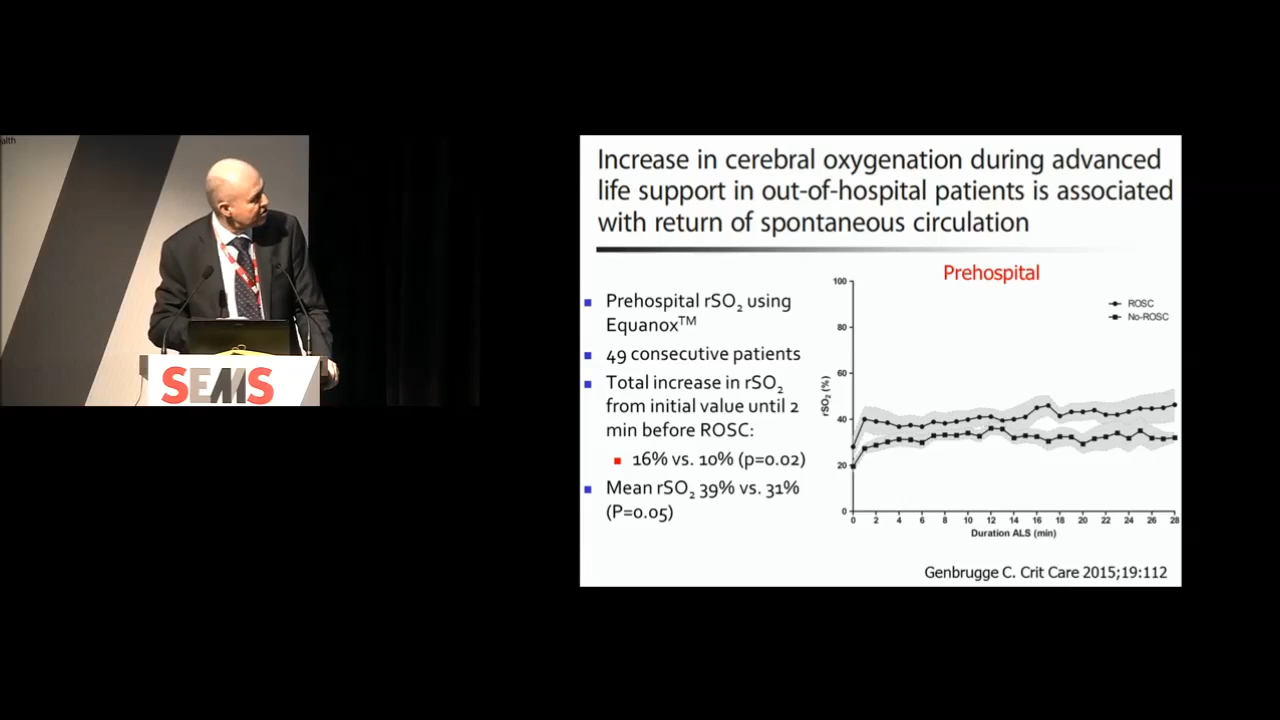 alth
SEMS
Increase in cerebral oxygenation during advanced
life support in out-of-hospital patients is associated
with return of spontaneous circulation
Prehospital rSO₂ using
Equanox™
49 consecutive patients
Total increase in rSO₂
from initial value until 2
min before ROSC:
16% vs. 10% (p=0.02)
Mean rSO₂ 39% vs. 31%
(P=0.05)
Prehospital
ROSC
No-ROSC
rSO₂ (%)
100
80
60
40
20
0
0 2 4 6 8 10 12 14 16 18 20 22 24 26 28
Duration ALS (min)
Genbrugge C. Crit Care 2015;19:112